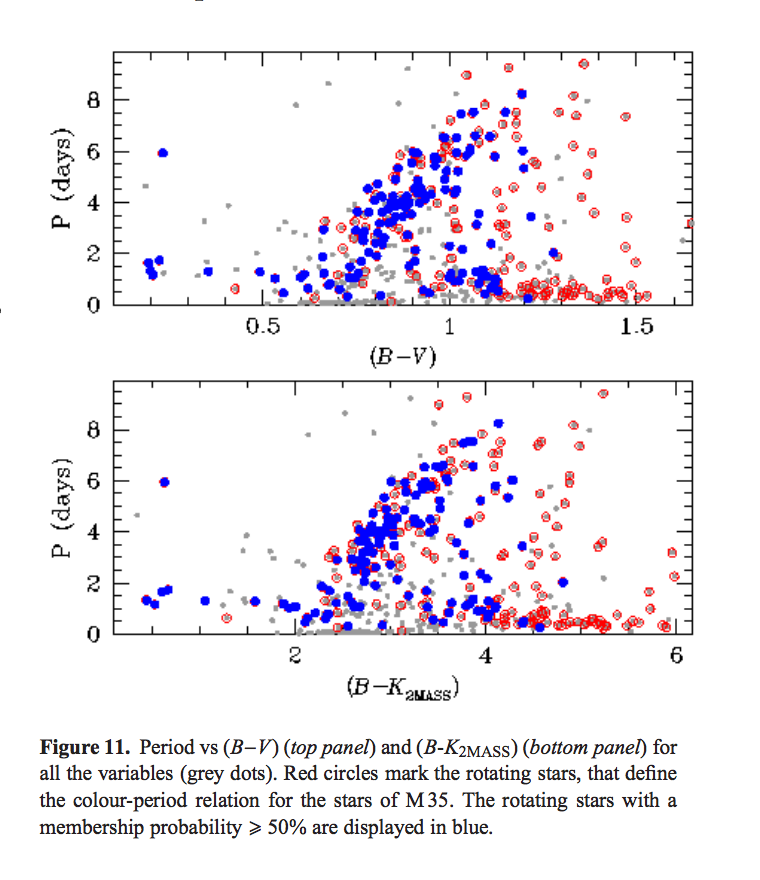 8
6
4
2
0
P (days)
0.5
1
1.5
(B−V)
8
6
4
2
0
P (days)
2
4
6
(B−K2MASS)
Figure 11. Period vs (B−V) (top panel) and (B-K2MASS) (bottom panel) for
all the variables (grey dots). Red circles mark the rotating stars, that define
the colour-period relation for the stars of M 35. The rotating stars with a
membership probability ⩾ 50% are displayed in blue.